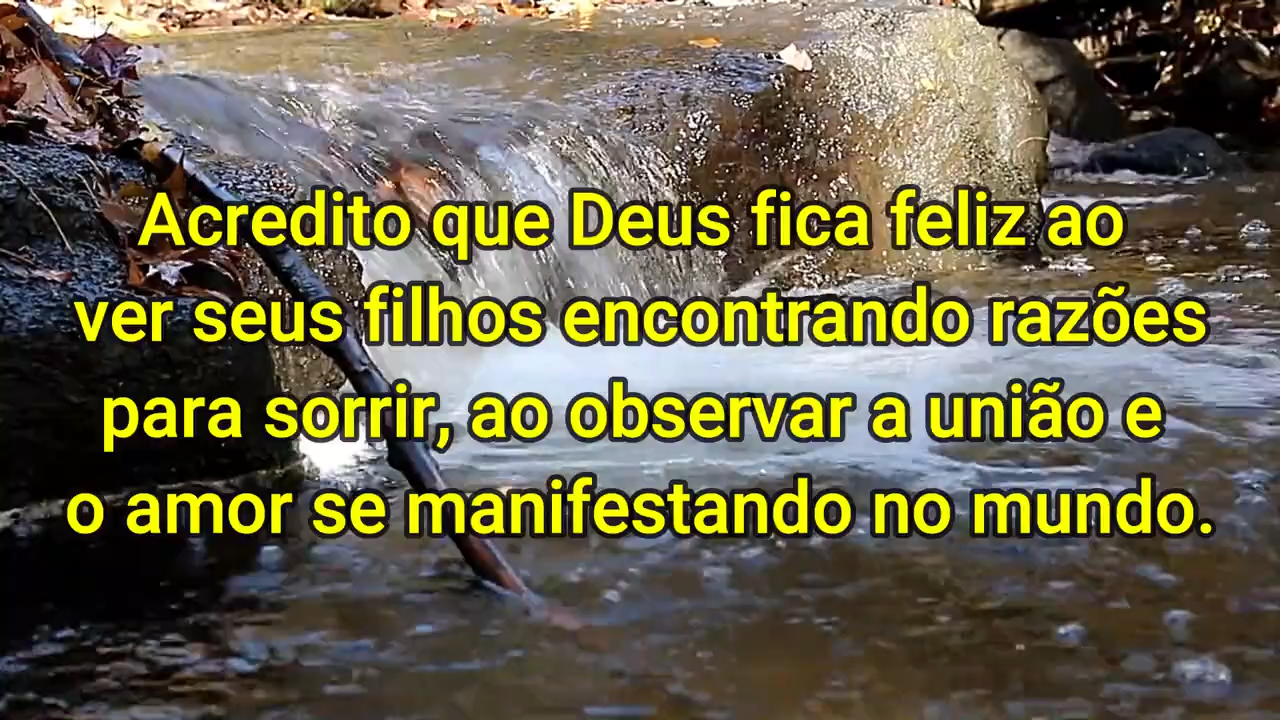 Acredito que Deus fica feliz ao
ver seus filhos encontrando razões
para sorrir, ao observar a união e
o amor se manifestando no mundo.